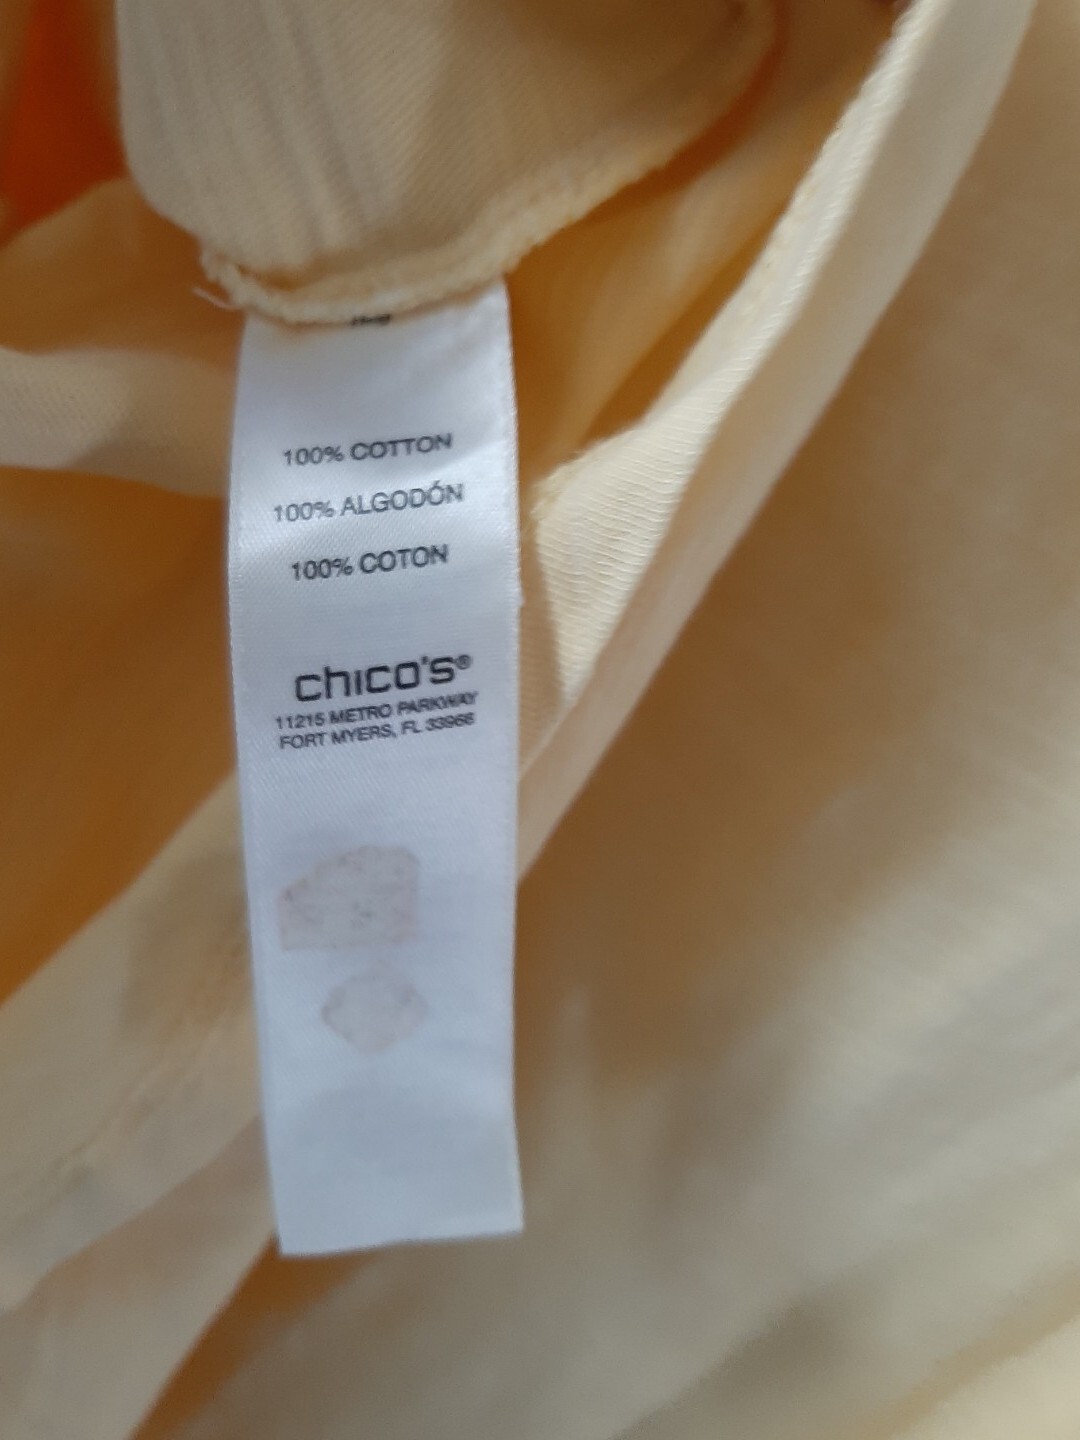 100% COTTON
100% ALGODÓN
100% COTON
chico's®
11215 METRO PARKWAY
FORT MYERS, FL 33966